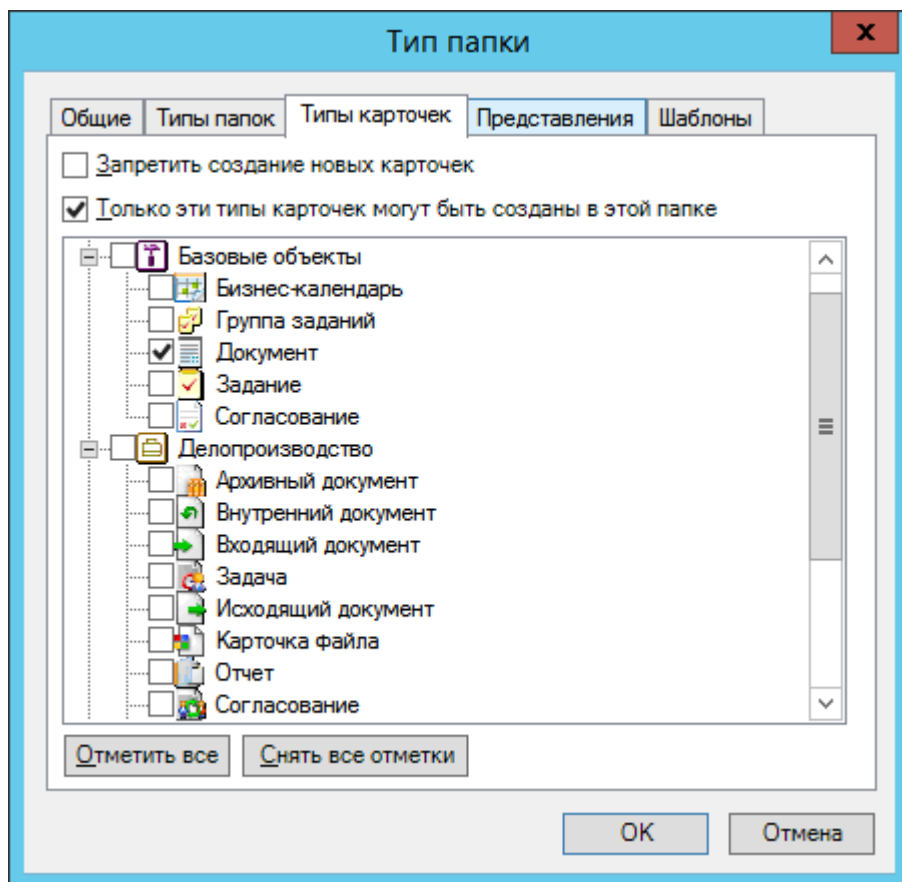 Тип папки
x
Общие Типы папок Типы карточек Представления Шаблоны
Запретить создание новых карточек
Только эти типы карточек могут быть созданы в этой папке
Базовые объекты
Бизнес-календарь
Группа заданий
Документ
Задание
Согласование
Делопроизводство
Архивный документ
Внутренний документ
Входящий документ
Задача
Исходящий документ
Карточка файла
Отчет
Согласование
Отметить все Снять все отметки
OK Отмена